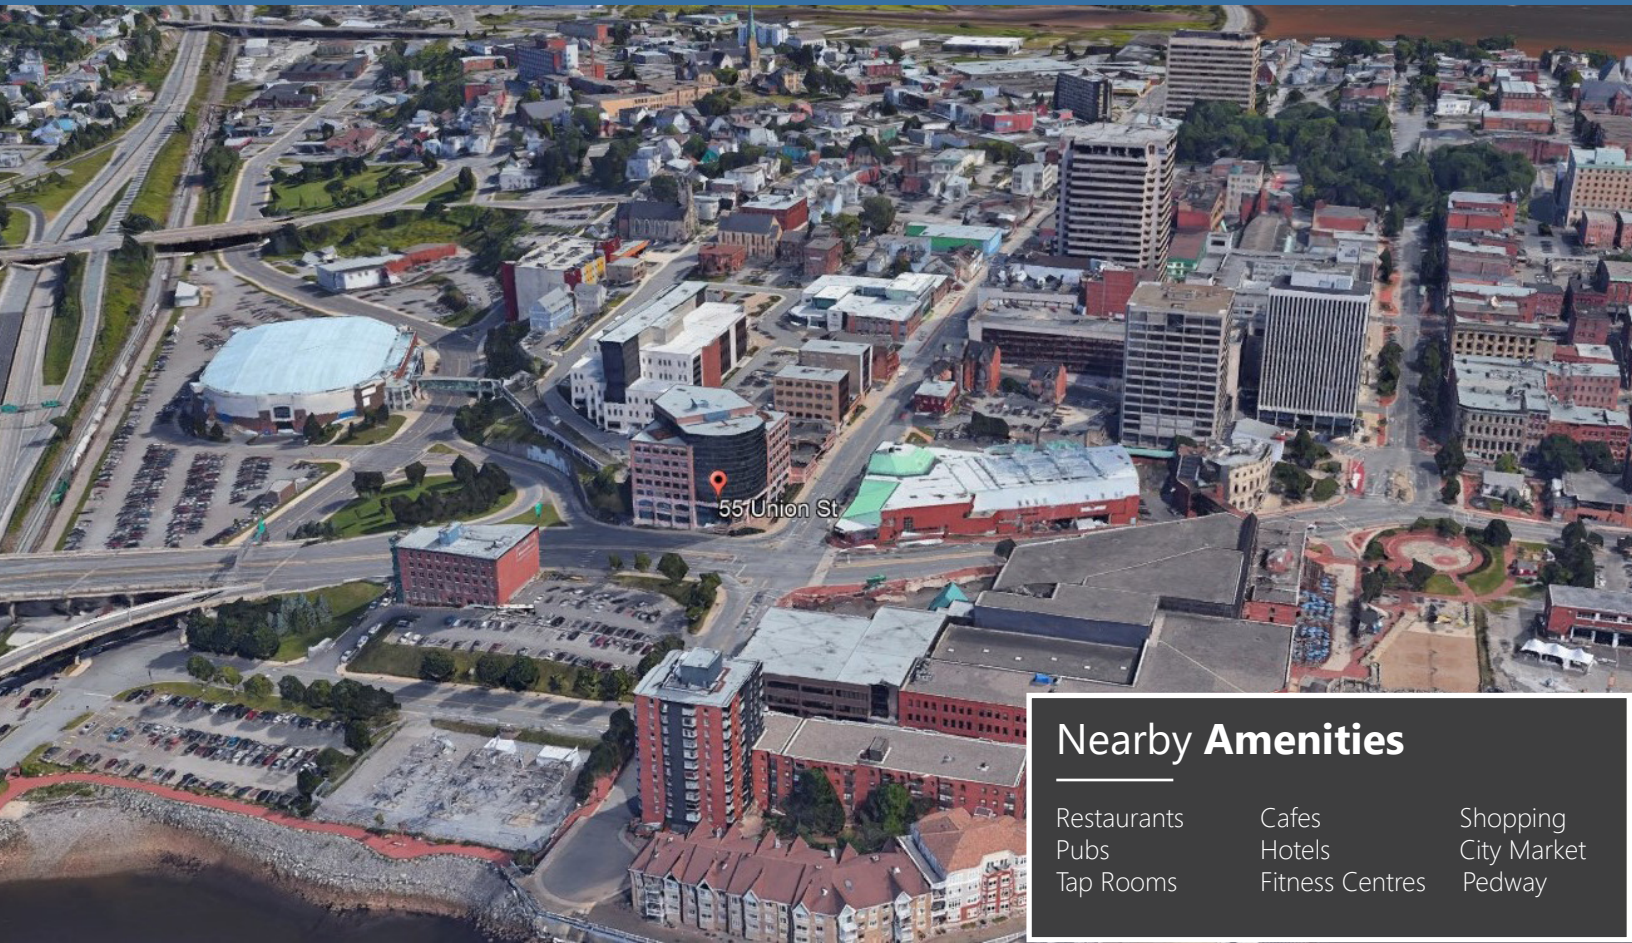 55 Union St
Nearby Amenities
Restaurants Cafes Shopping
Pubs Hotels City Market
Tap Rooms Fitness Centres Pedway